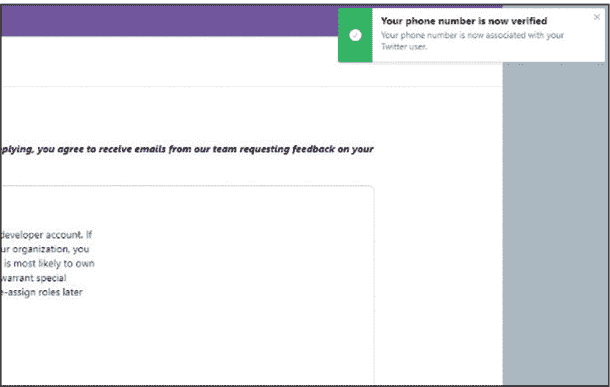 Your phone number is now verified
Your phone number is now associated with your
Twitter user.
plying, you agree to receive emails from our team requesting feedback on your
developer account. If
ur organization, you
is most likely to own
warrant special
e-assign roles later